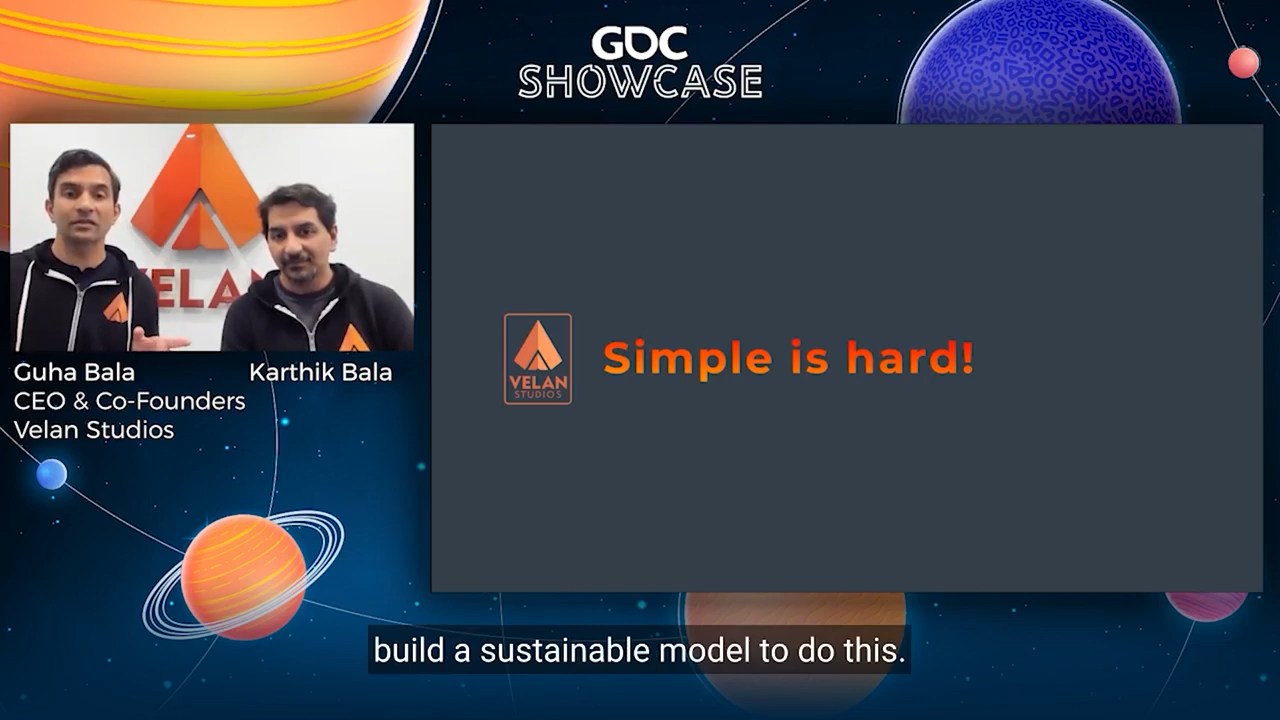 GDC
SHOWCASE
VELAN
Guha Bala
Karthik Bala
CEO & Co-Founders
Velan Studios
VELAN
STUDIOS
Simple is hard!
build a sustainable model to do this.